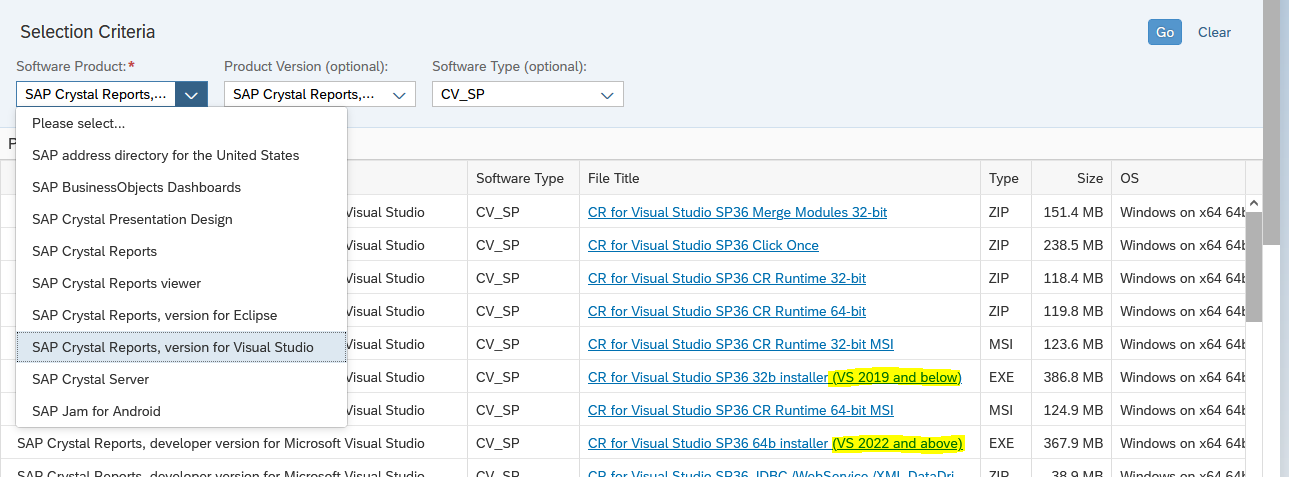 Selection Criteria
Go
Clear
Software Product:*
Product Version (optional):
Software Type (optional):
SAP Crystal Reports,...
SAP Crystal Reports,...
CV_SP
Please select...
SAP address directory for the United States
SAP BusinessObjects Dashboards
SAP Crystal Presentation Design
SAP Crystal Reports
SAP Crystal Reports viewer
SAP Crystal Reports, version for Eclipse
SAP Crystal Reports, version for Visual Studio
SAP Crystal Server
SAP Jam for Android
Software Type File Title Type Size OS
Visual Studio CV_SP CR for Visual Studio SP36 Merge Modules 32-bit ZIP 151.4 MB Windows on x64 64b
Visual Studio CV_SP CR for Visual Studio SP36 Click Once ZIP 238.5 MB Windows on x64 64b
Visual Studio CV_SP CR for Visual Studio SP36 CR Runtime 32-bit ZIP 118.4 MB Windows on x64 64b
Visual Studio CV_SP CR for Visual Studio SP36 CR Runtime 64-bit ZIP 119.8 MB Windows on x64 64b
Visual Studio CV_SP CR for Visual Studio SP36 CR Runtime 32-bit MSI MSI 123.6 MB Windows on x64 64b
Visual Studio CV_SP CR for Visual Studio SP36 32b installer (VS 2019 and below) EXE 386.8 MB Windows on x64 64b
Visual Studio CV_SP CR for Visual Studio SP36 CR Runtime 64-bit MSI MSI 124.9 MB Windows on x64 64b
SAP Crystal Reports, developer version for Microsoft Visual Studio CV_SP CR for Visual Studio SP36 64b installer (VS 2022 and above) EXE 367.9 MB Windows on x64 64b
SAP Crystal Reports, developer version for Microsoft Visual Studio CV_SP CR for Visual Studio SP36 JDBC /WebService /XML DataDri... ZIP 38.9 MB Windows on x64 64b